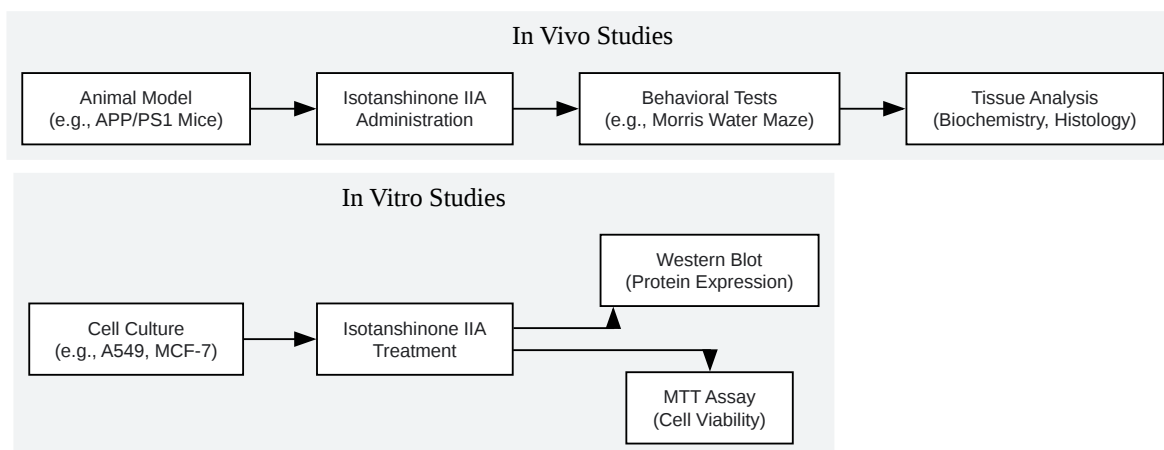 In Vivo Studies
Animal Model
(e.g., APP/PS1 Mice)
Isotanshinone IIA
Administration
Behavioral Tests
(e.g., Morris Water Maze)
Tissue Analysis
(Biochemistry, Histology)
In Vitro Studies
Cell Culture
(e.g., A549, MCF-7)
Isotanshinone IIA
Treatment
Western Blot
(Protein Expression)
MTT Assay
(Cell Viability)